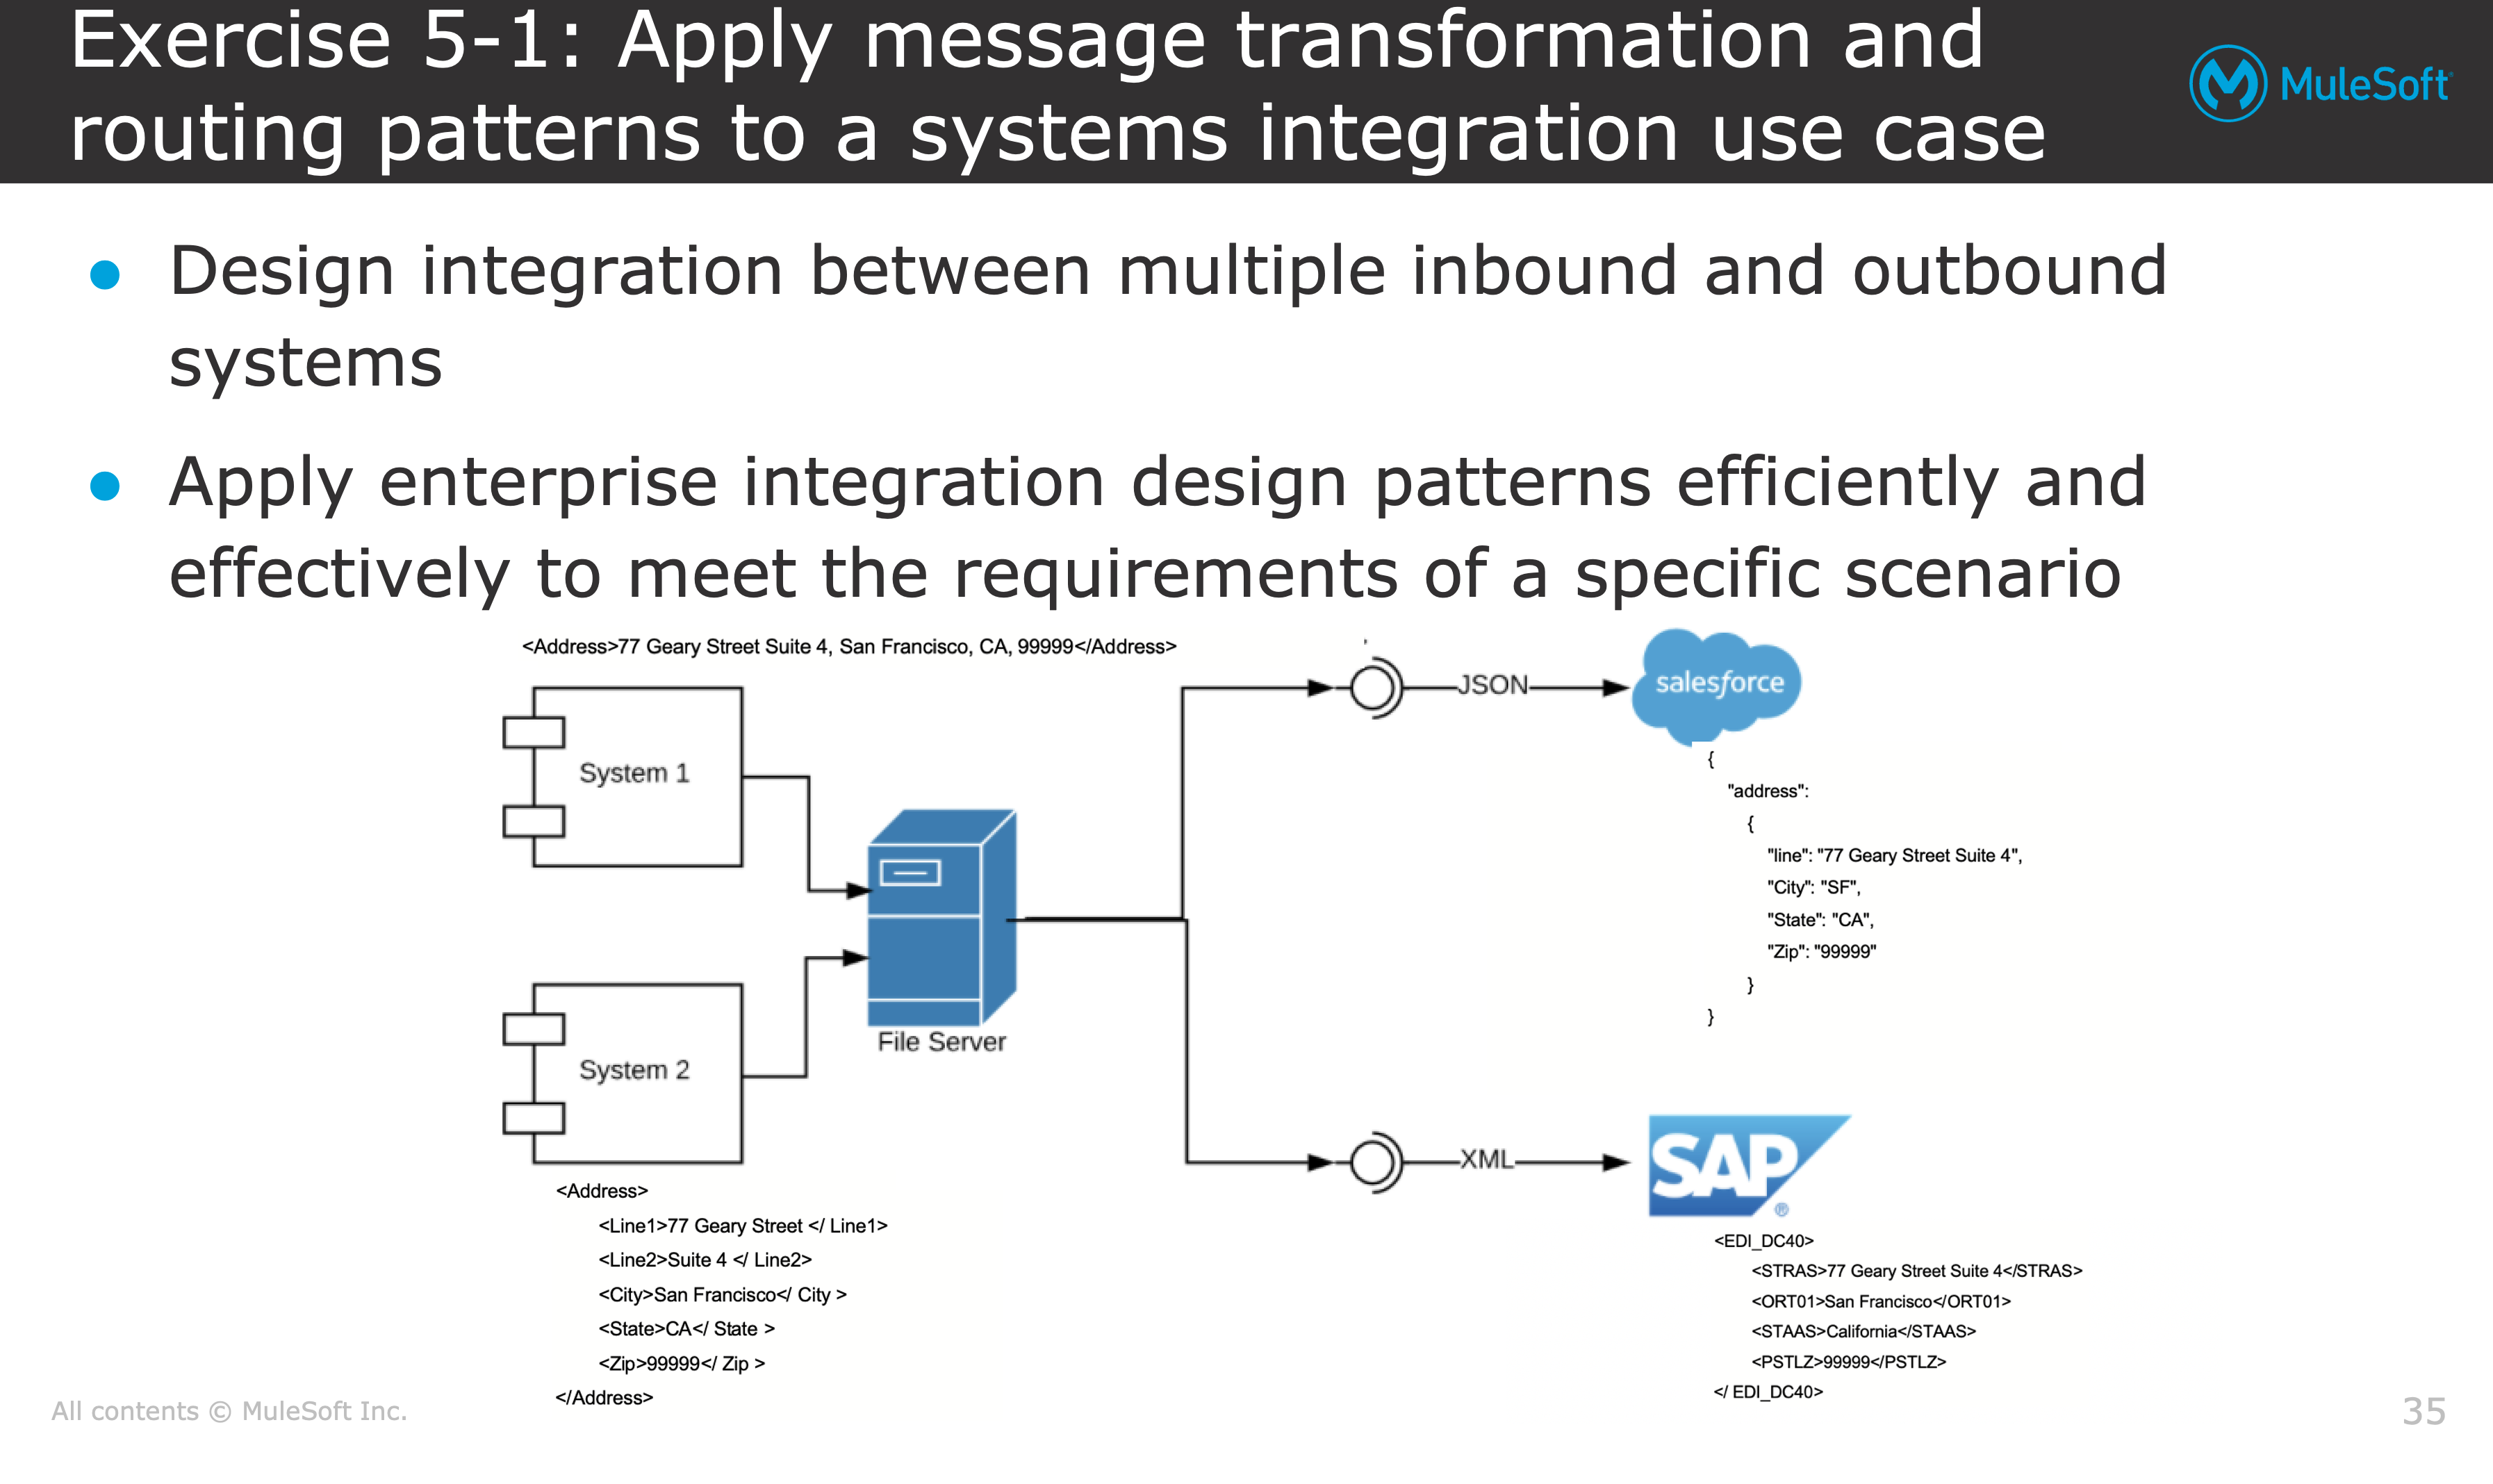 Exercise 5-1: Apply message transformation and
routing patterns to a systems integration use case
MuleSoft
Design integration between multiple inbound and outbound
systems
Apply enterprise integration design patterns efficiently and
effectively to meet the requirements of a specific scenario
<Address>77 Geary Street Suite 4, San Francisco, CA, 99999</Address>
System 1
System 2
File Server
<Address>
<Line1>77 Geary Street </ Line1>
<Line2>Suite 4 </ Line2>
<City>San Francisco</ City >
<State>CA</ State >
<Zip>99999</ Zip >
</Address>
JSON
salesforce
{
"address":
{
"line": "77 Geary Street Suite 4",
"City": "SF",
"State": "CA",
"Zip": "99999"
}
}
XML
SAP ®
<EDI_DC40>
<STRAS>77 Geary Street Suite 4</STRAS>
<ORT01>San Francisco</ORT01>
<STAAS>California</STAAS>
<PSTLZ>99999</PSTLZ>
</ EDI_DC40>
All contents © MuleSoft Inc.
35